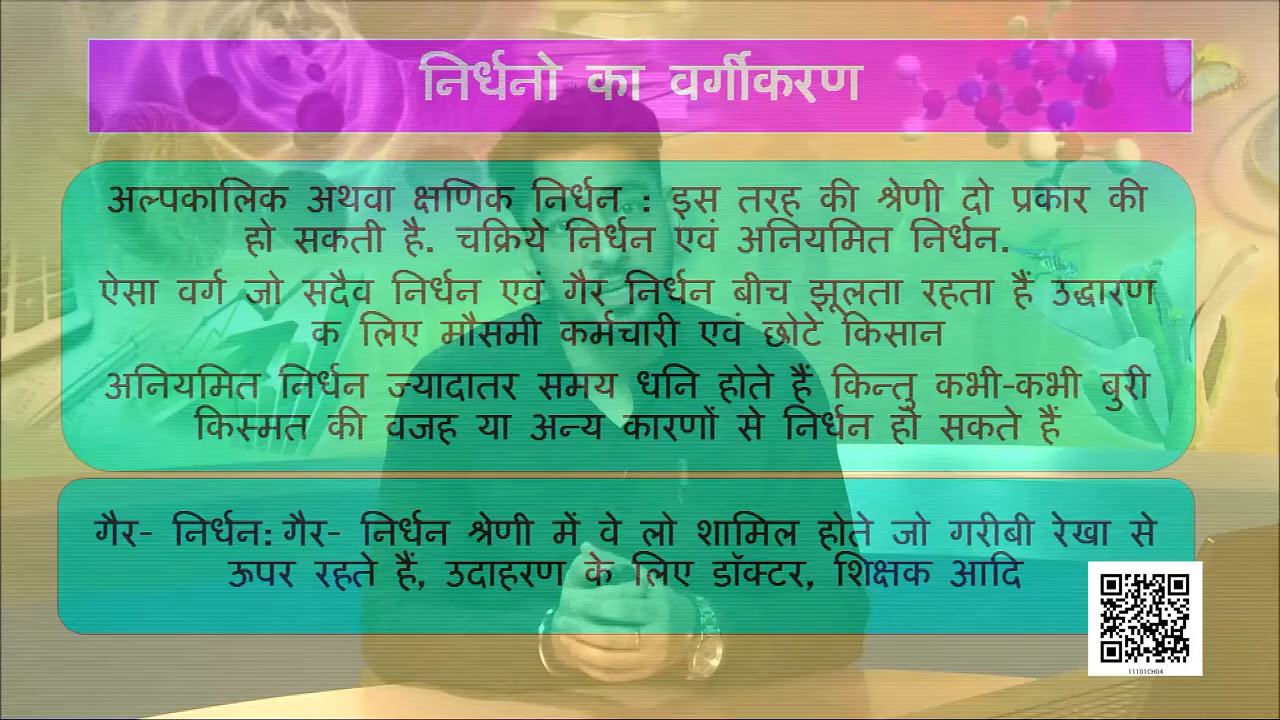 निर्धनो का वर्गीकरण
अल्पकालिक अथवा क्षणिक निर्धन : इस तरह की श्रेणी दो प्रकार की
हो सकती है. चक्रिये निर्धन एवं अनियमित निर्धन.
ऐसा वर्ग जो सदैव निर्धन एवं गैर निर्धन बीच झूलता रहता हैं उद्धारण
क लिए मौसमी कर्मचारी एवं छोटे किसान
अनियमित निर्धन ज्यादातर समय धनि होते हैं किन्तु कभी-कभी बुरी
किस्मत की वजह या अन्य कारणों से निर्धन हो सकते हैं
गैर- निर्धन: गैर- निर्धन श्रेणी में वे लो शामिल होते जो गरीबी रेखा से
ऊपर रहते हैं, उदाहरण के लिए डॉक्टर, शिक्षक आदि
11101CH04